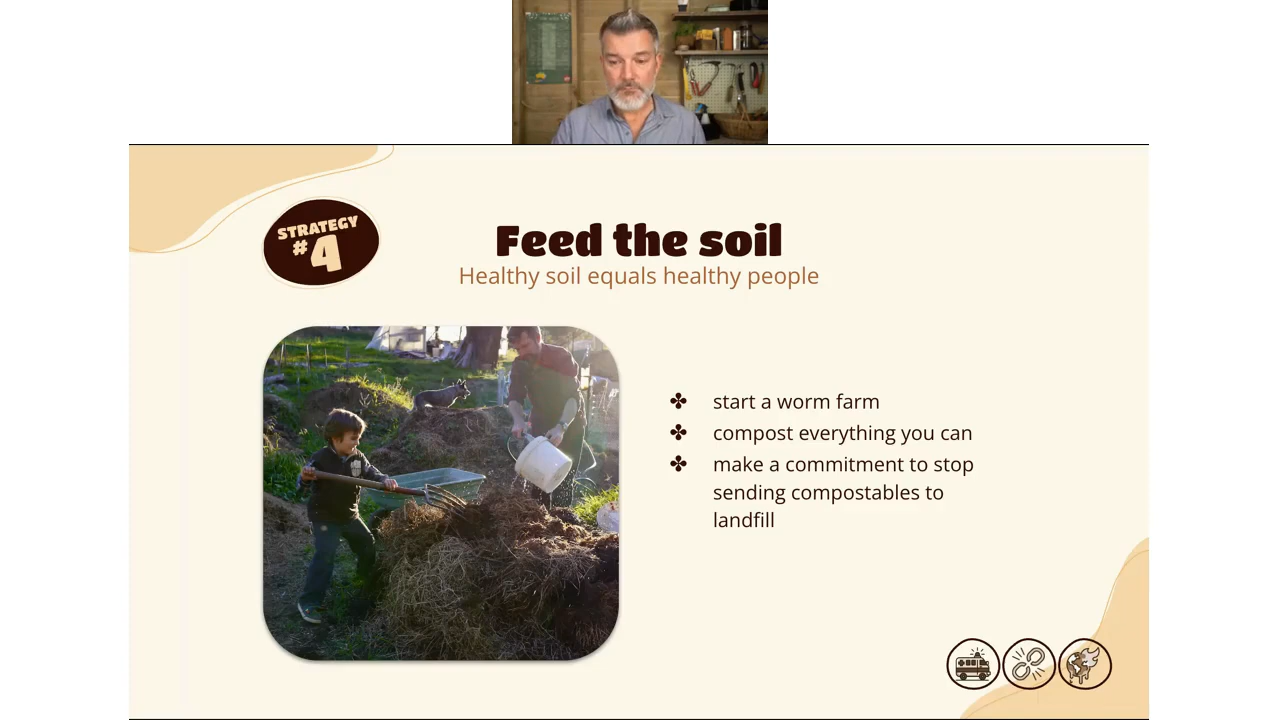 STRATEGY
#4
Feed the soil
Healthy soil equals healthy people
✤ start a worm farm
✤ compost everything you can
✤ make a commitment to stop
sending compostables to
landfill